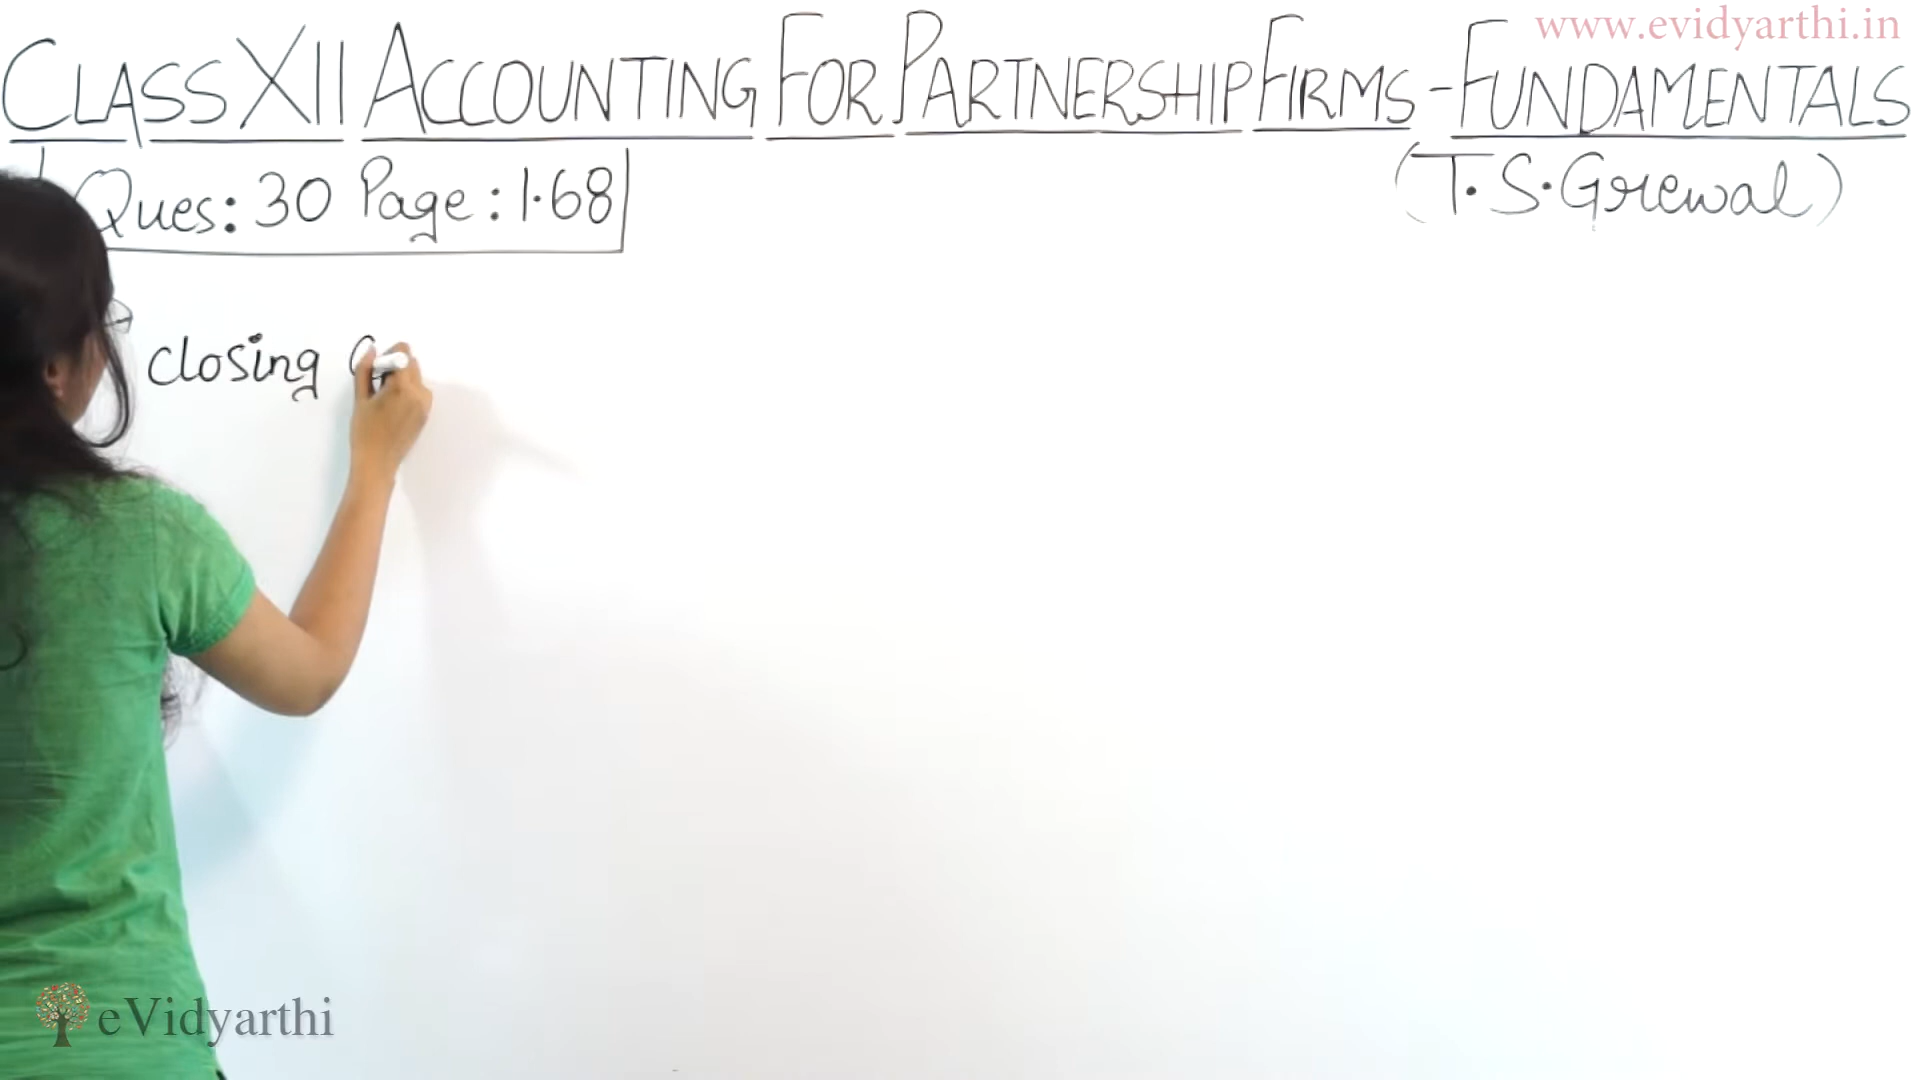 www.evidyarthi.in
CLASS XII ACCOUNTING FOR PARTNERSHIP FIRMS - FUNDAMENTALS
Ques: 30 Page: 1.68
(T.S. Grewal)
closing
eVidyarthi